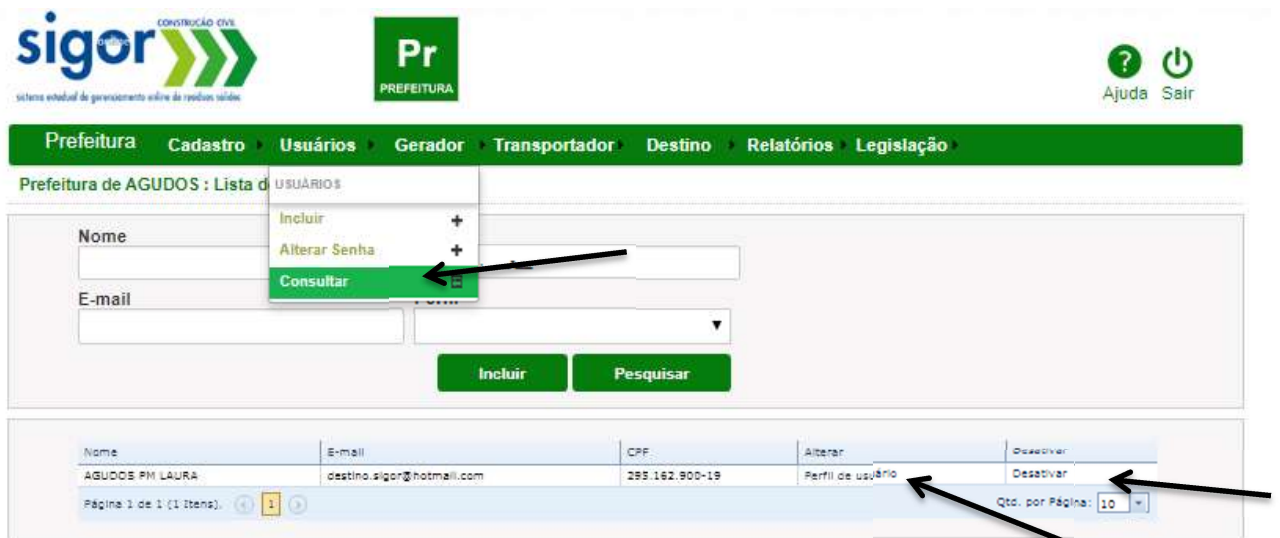 CONSTRUCÃO CIVIL
sigor
sistema estadual de gerenciamento online de resíduos sólidos
Pr
PREFEITURA
?
Ajuda Sair
Prefeitura Cadastro Usuários Gerador Transportador Destino Relatórios Legislação
Prefeitura de AGUDOS : Lista d
USUÁRIOS
Incluir +
Alterar Senha +
Consultar
Nome
E-mail
Incluir Pesquisar
Nome E-mail CPF Alterar Desativar
AGUDOS PM LAURA destino.sigor@hotmail.com 295.162.900-19 Perfil de usuário Desativar
Página 1 de 1 (1 Itens). 1 Qtd. por Página: 10